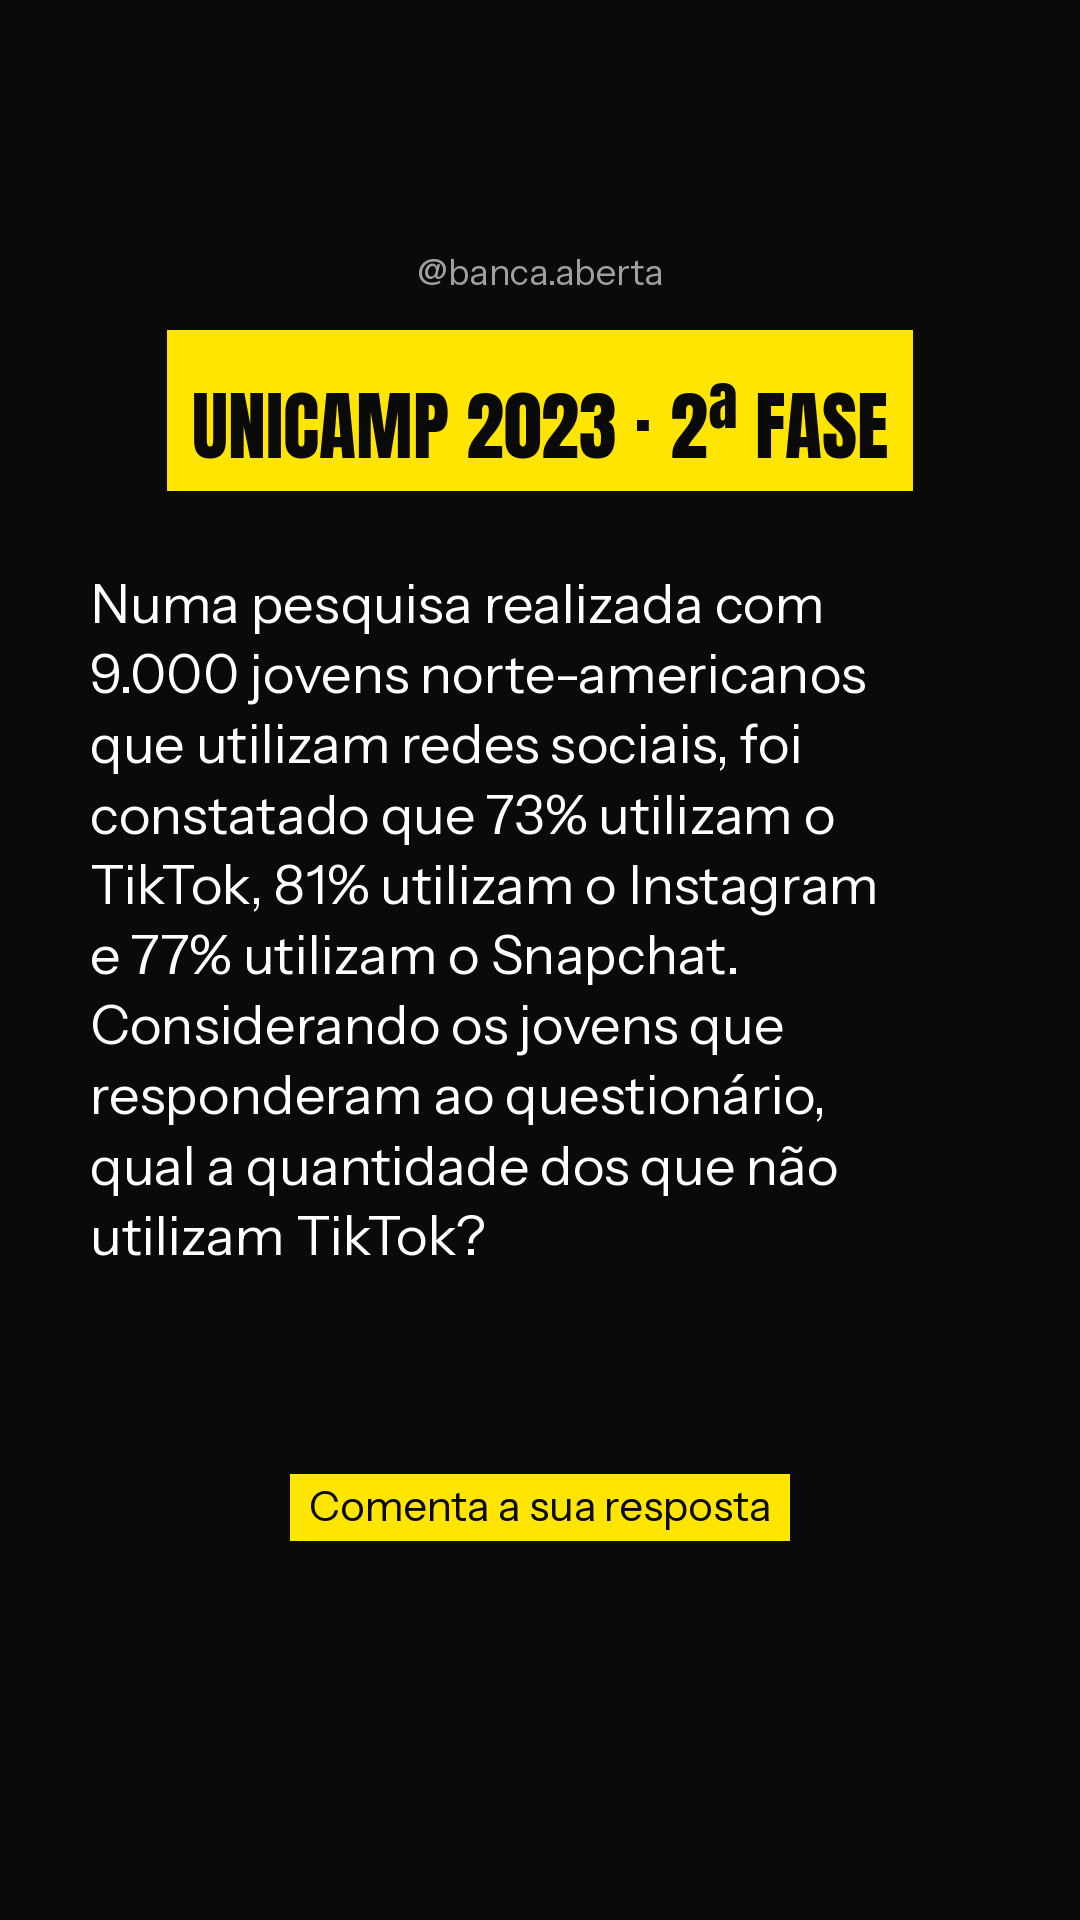 @banca.aberta
UNICAMP 2023 · 2ª FASE
Numa pesquisa realizada com
9.000 jovens norte-americanos
que utilizam redes sociais, foi
constatado que 73% utilizam o
TikTok, 81% utilizam o Instagram
e 77% utilizam o Snapchat.
Considerando os jovens que
responderam ao questionário,
qual a quantidade dos que não
utilizam TikTok?
Comenta a sua resposta